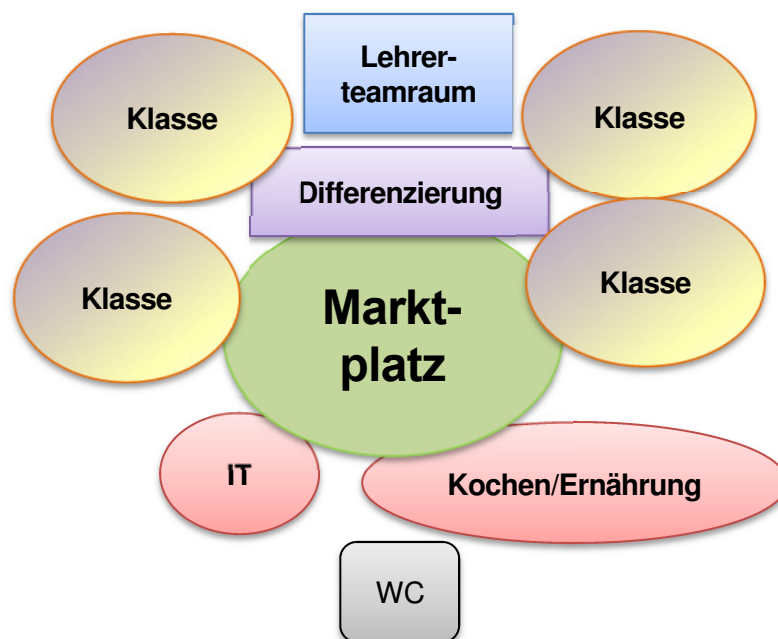 Lehrer-
teamraum
Klasse
Klasse
Differenzierung
Klasse
Klasse
Markt-
platz
IT
Kochen/Ernährung
WC